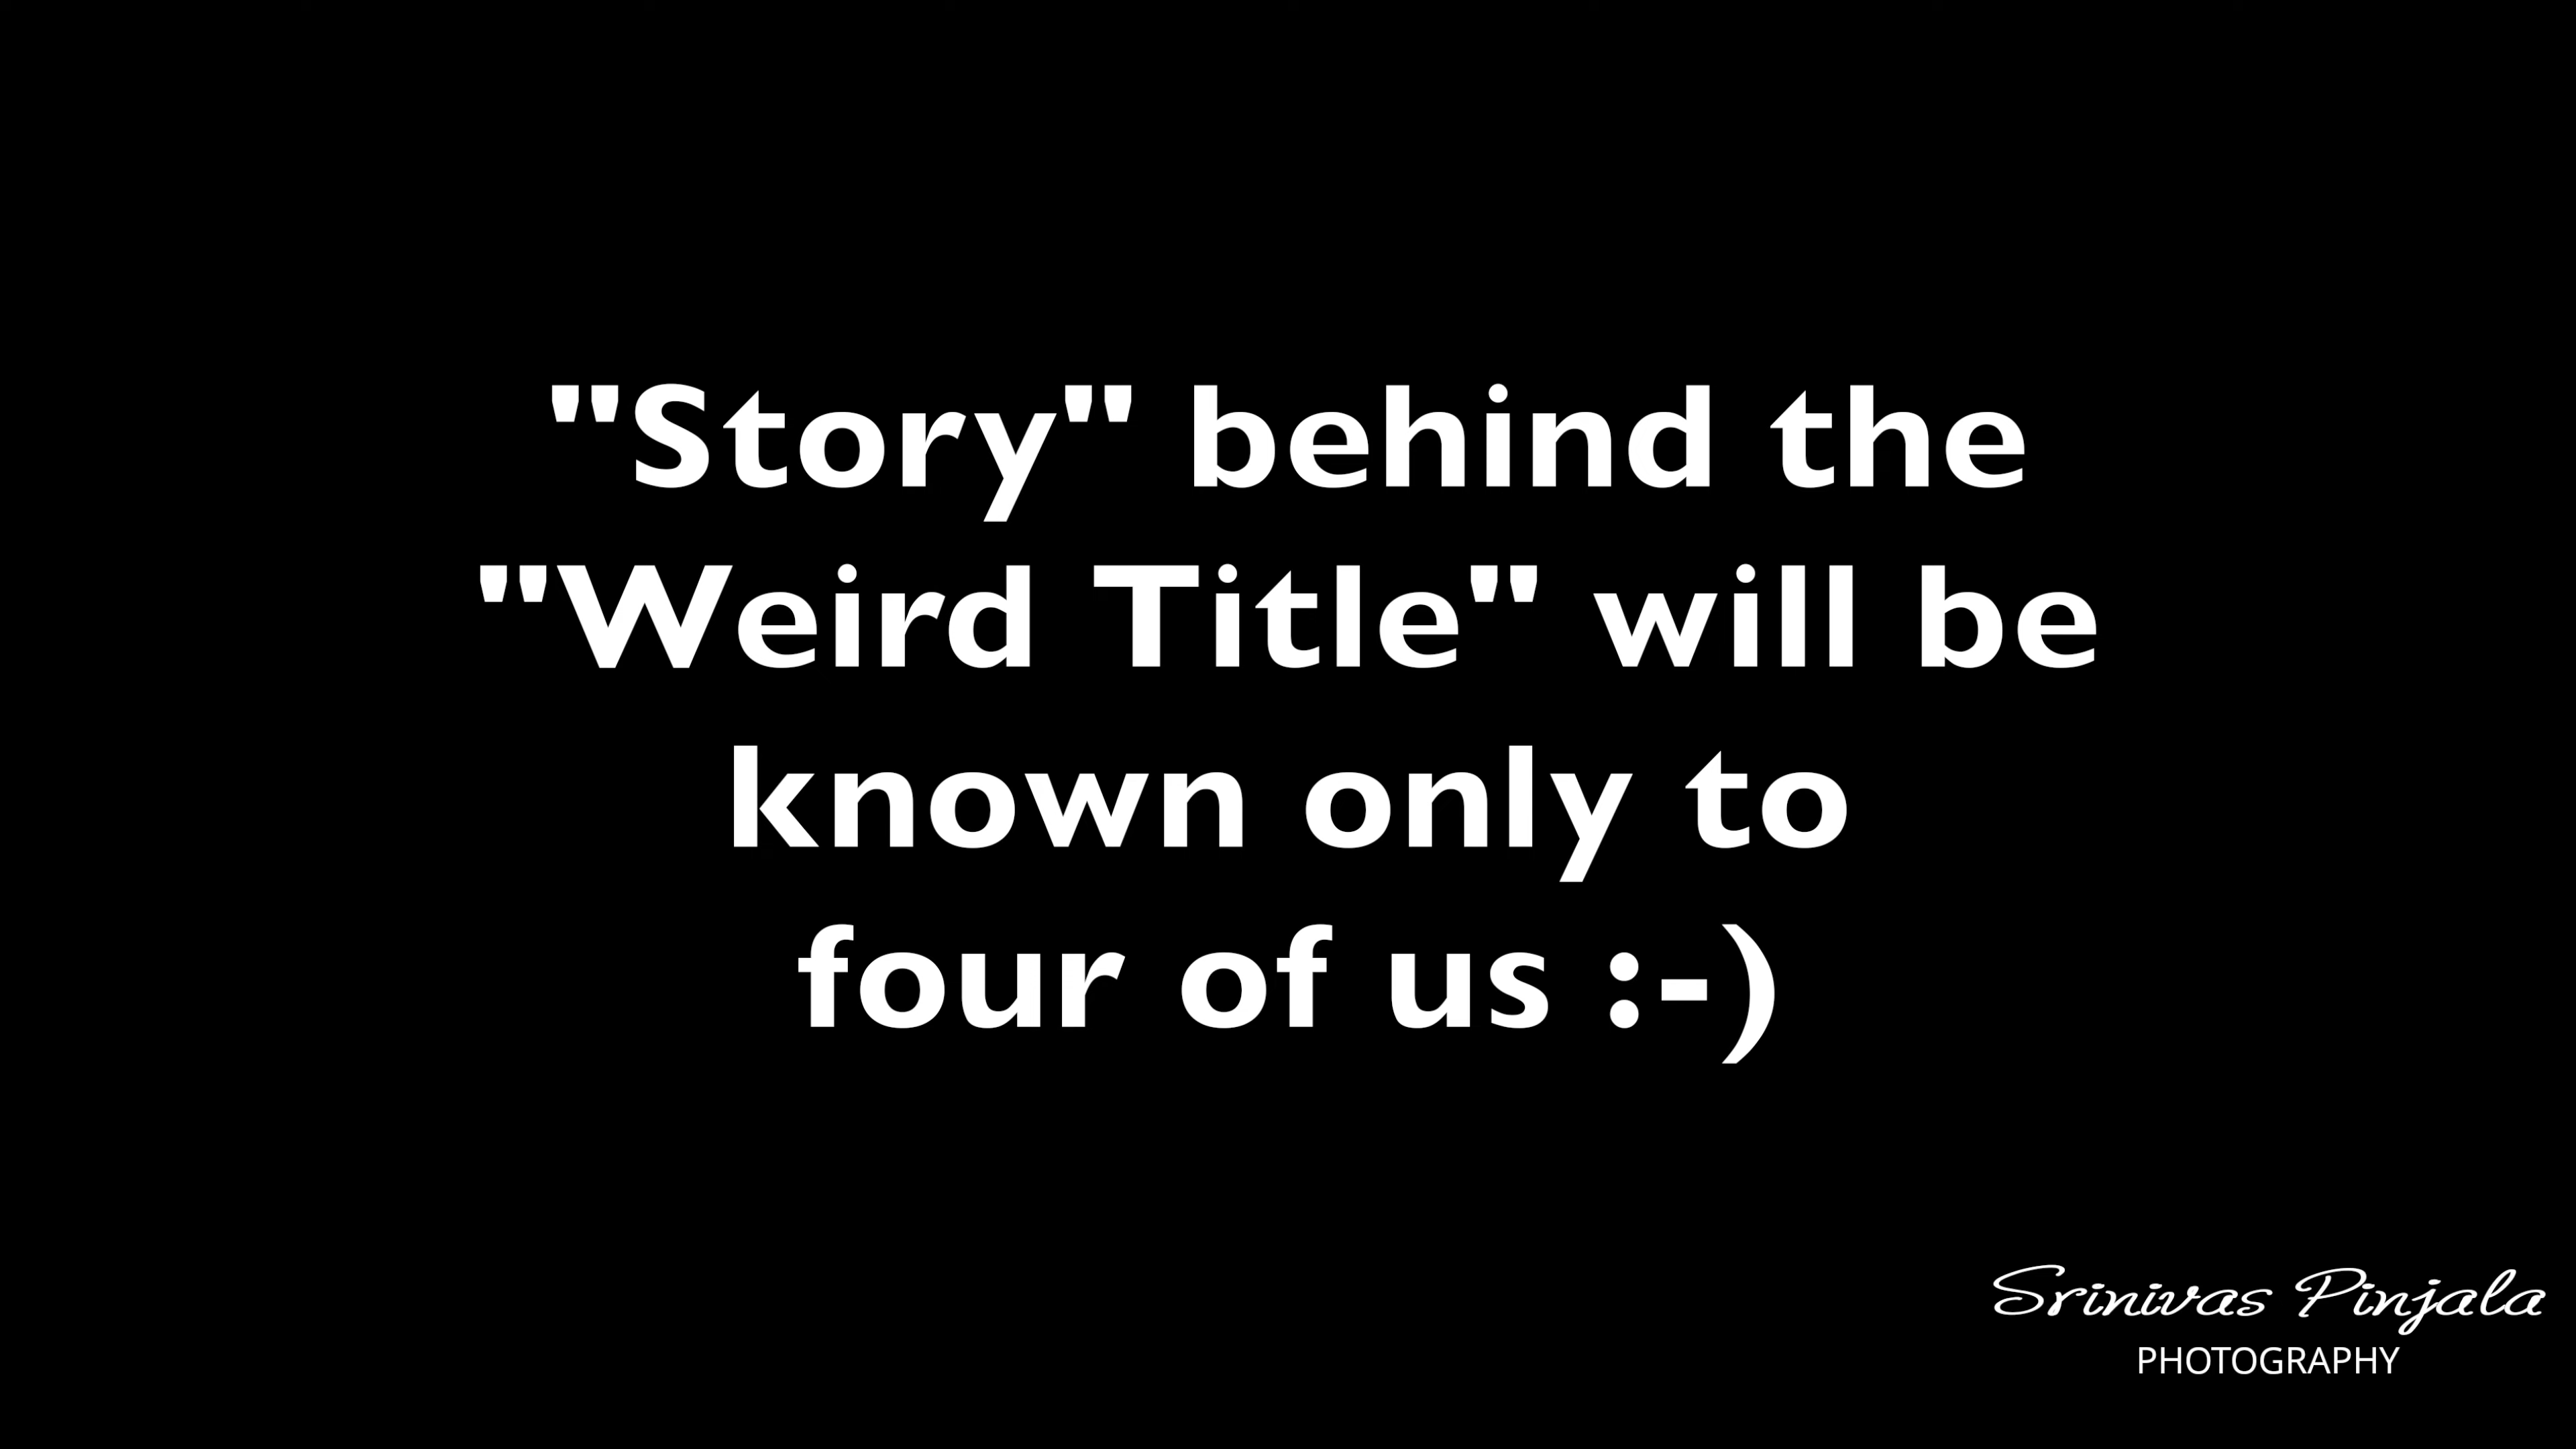 "Story" behind the
"Weird Title" will be
known only to
four of us :-)
Srinivas Pinjala
PHOTOGRAPHY